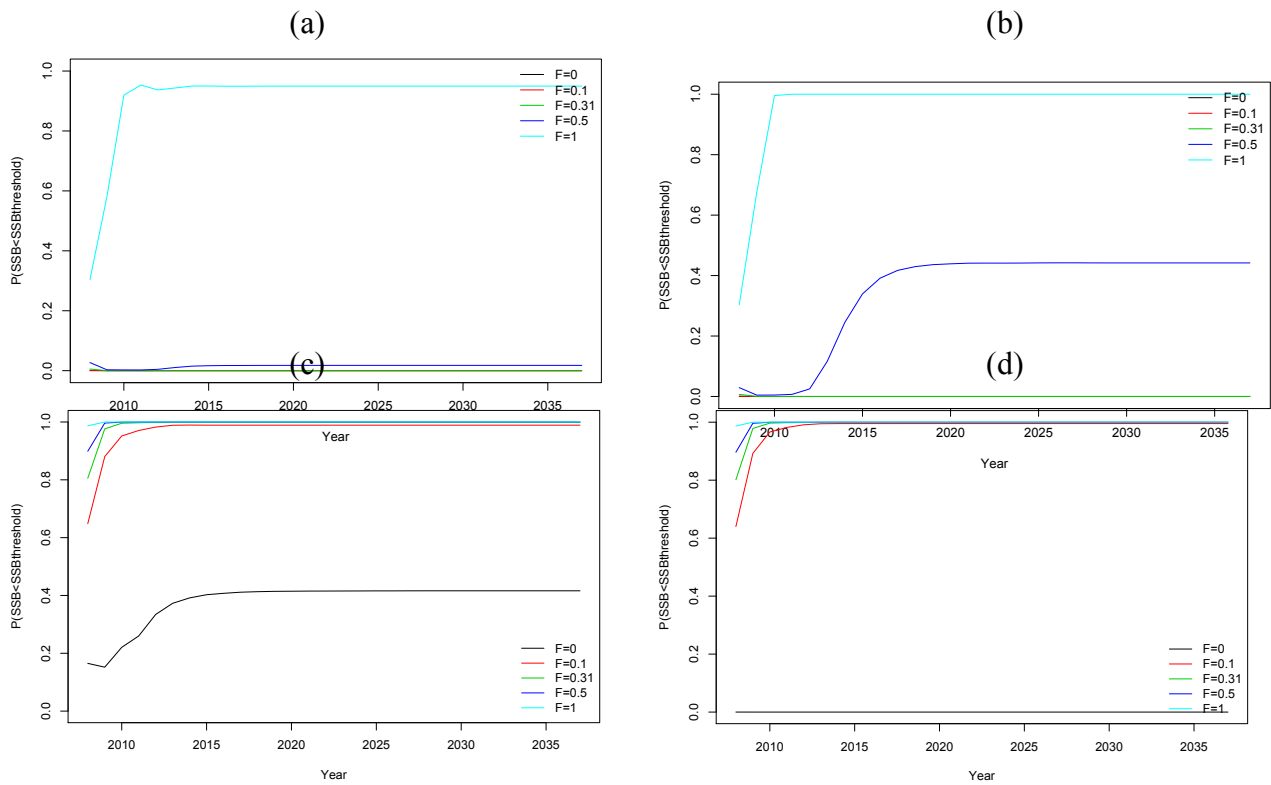 (a)
P(SSB<SSBthreshold)
1.0
0.8
0.6
0.4
0.2
0.0
F=0
F=0.1
F=0.31
F=0.5
F=1
2010 2015 2020 2025 2030 2035
Year
(b)
P(SSB<SSBthreshold)
1.0
0.8
0.6
0.4
0.2
0.0
F=0
F=0.1
F=0.31
F=0.5
F=1
2010 2015 2020 2025 2030 2035
Year
(c)
P(SSB<SSBthreshold)
1.0
0.8
0.6
0.4
0.2
0.0
F=0
F=0.1
F=0.31
F=0.5
F=1
2010 2015 2020 2025 2030 2035
Year
(d)
P(SSB<SSBthreshold)
1.0
0.8
0.6
0.4
0.2
0.0
F=0
F=0.1
F=0.31
F=0.5
F=1
2010 2015 2020 2025 2030 2035
Year